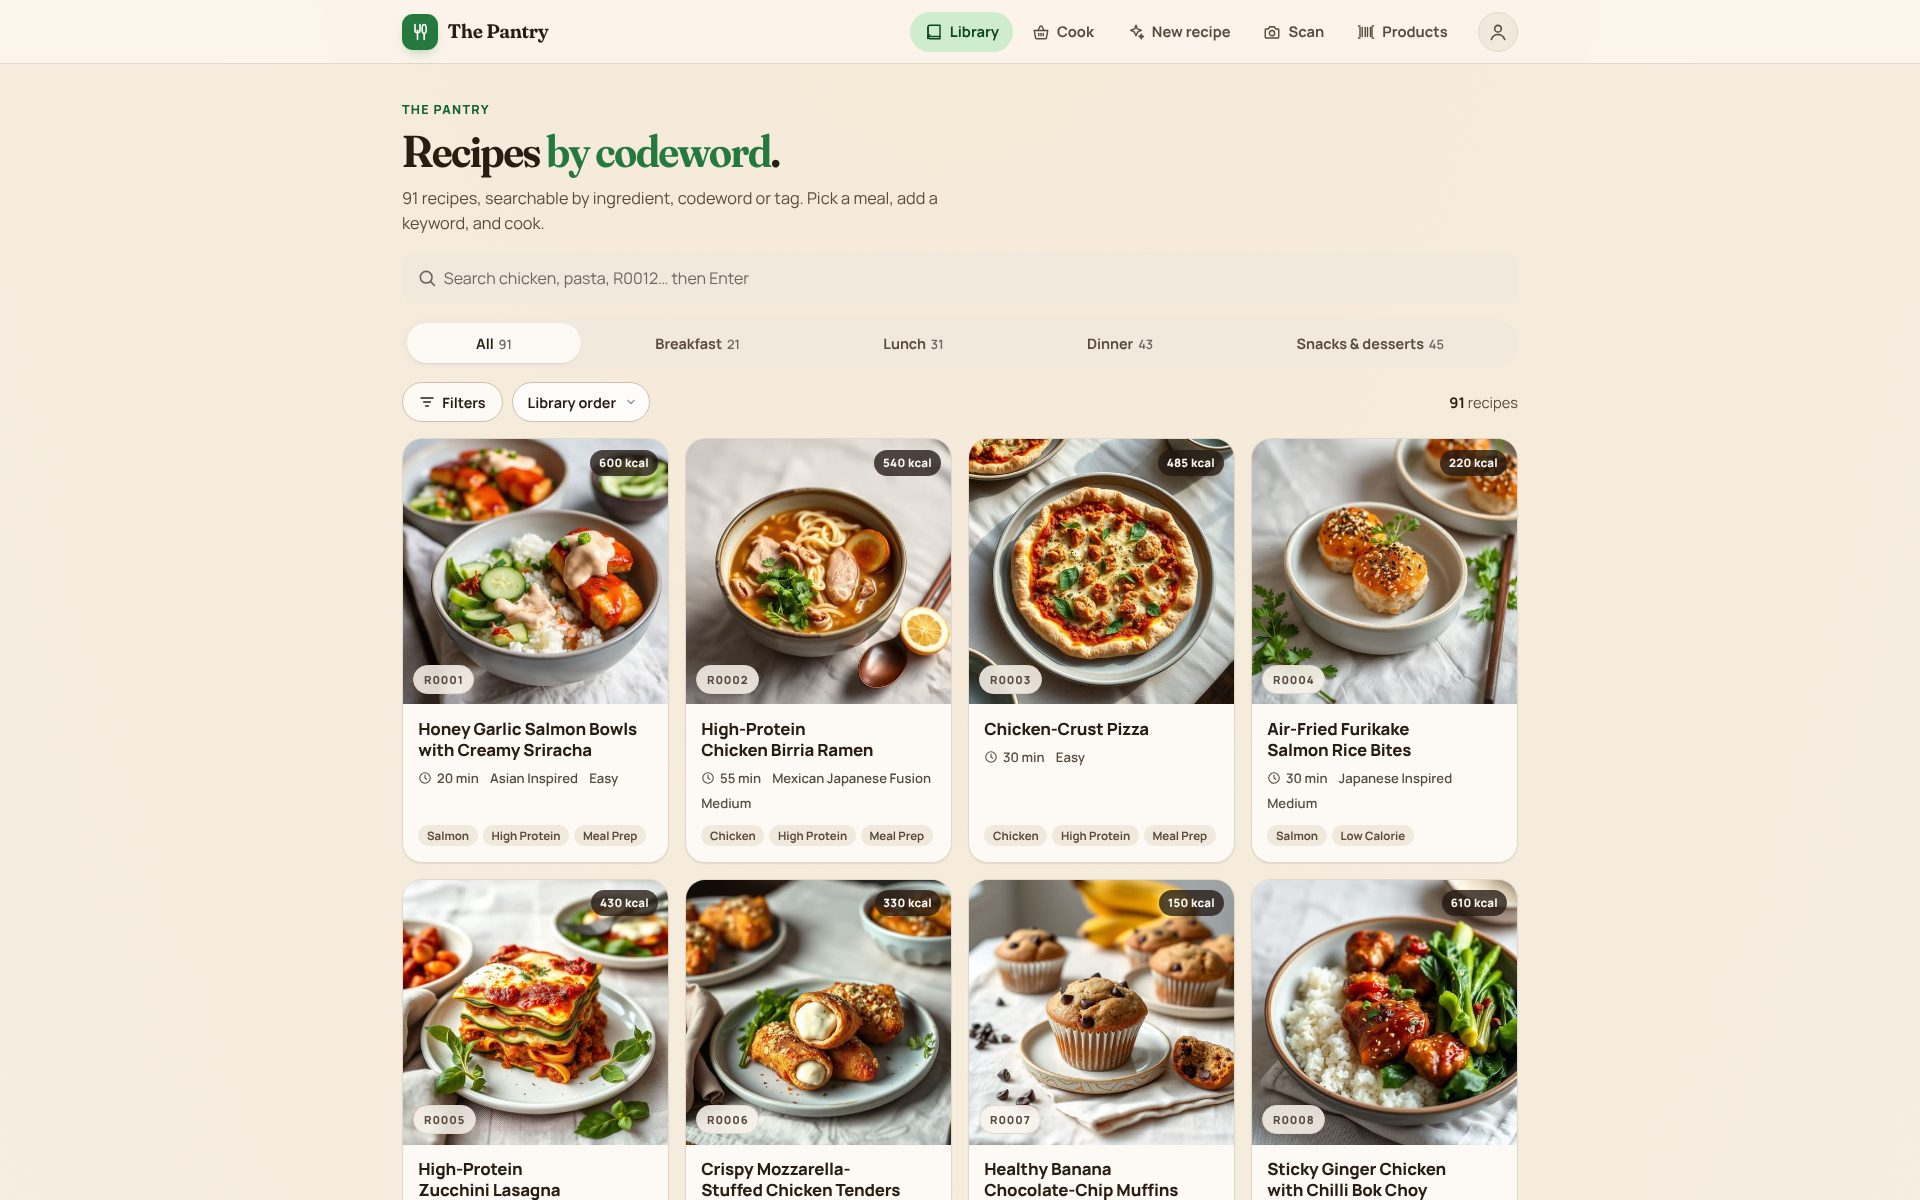 The Pantry
Library
Cook
New recipe
Scan
Products
THE PANTRY
Recipes by codeword.
91 recipes, searchable by ingredient, codeword or tag. Pick a meal, add a
keyword, and cook.
Search chicken, pasta, R0012... then Enter
All 91
Breakfast 21
Lunch 31
Dinner 43
Snacks & desserts 45
Filters
Library order
91 recipes
600 kcal
R0001
Honey Garlic Salmon Bowls
with Creamy Sriracha
20 min Asian Inspired Easy
Salmon High Protein Meal Prep
540 kcal
R0002
High-Protein
Chicken Birria Ramen
55 min Mexican Japanese Fusion
Medium
Chicken High Protein Meal Prep
485 kcal
R0003
Chicken-Crust Pizza
30 min Easy
Chicken High Protein Meal Prep
220 kcal
R0004
Air-Fried Furikake
Salmon Rice Bites
30 min Japanese Inspired
Medium
Salmon Low Calorie
430 kcal
R0005
High-Protein
Zucchini Lasagna
330 kcal
R0006
Crispy Mozzarella-
Stuffed Chicken Tenders
150 kcal
R0007
Healthy Banana
Chocolate-Chip Muffins
610 kcal
R0008
Sticky Ginger Chicken
with Chilli Bok Choy